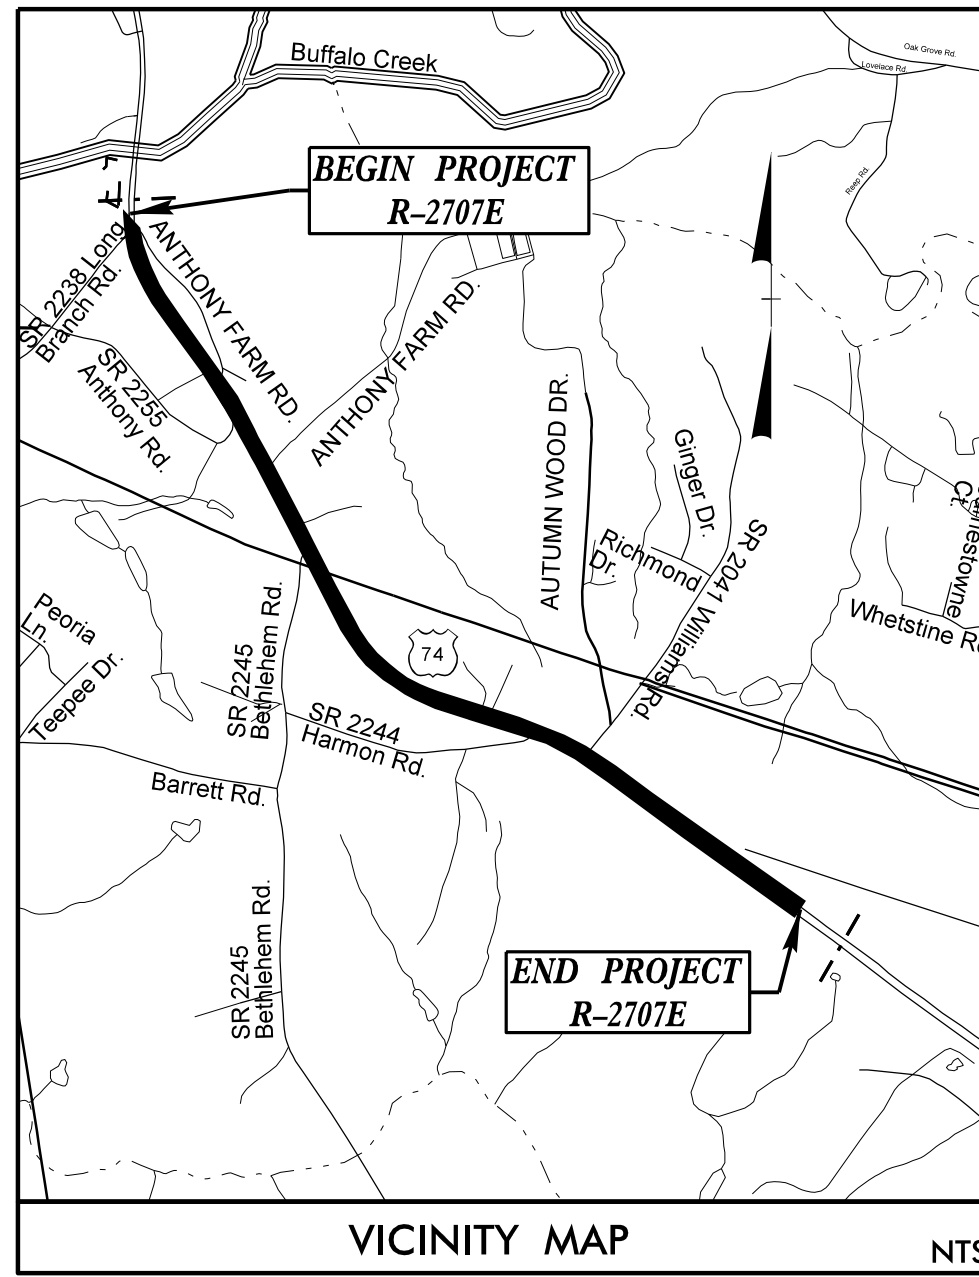 Oak Grove Rd.
Buffalo Creek
Lovelace Rd.
BEGIN PROJECT
R–2707E
Reep Rd.
SR 2238 Long
Branch Rd.
ANTHONY FARM RD.
ANTHONY FARM RD.
SR 2255
Anthony Rd.
AUTUMN WOOD DR.
Ginger Dr.
Richmond
Dr.
SR 2041 Williams Rd.
Ct.
Whetstine
Peoria
Ln.
Teepee Dr.
SR 2245
Bethlehem Rd.
74
SR 2244
Harmon Rd.
Barrett Rd.
SR 2245
Bethlehem Rd.
END PROJECT
R–2707E
VICINITY MAP
NTS